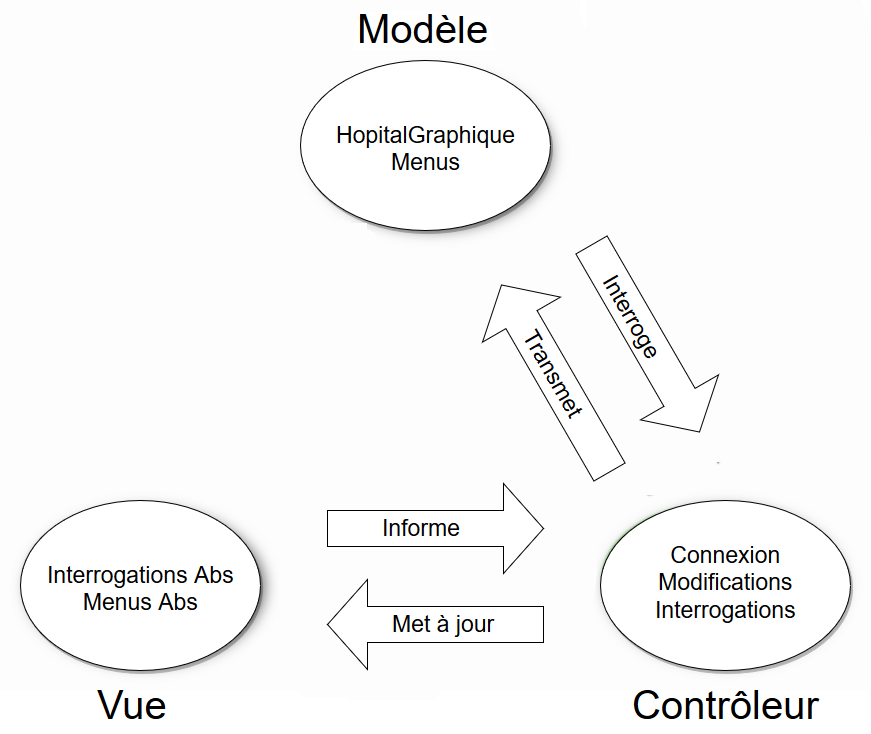 Modèle
HopitalGraphique
Menus
Interroge
Transmet
Informe
Met à jour
Interrogations Abs
Menus Abs
Connexion
Modifications
Interrogations
Vue
Contrôleur